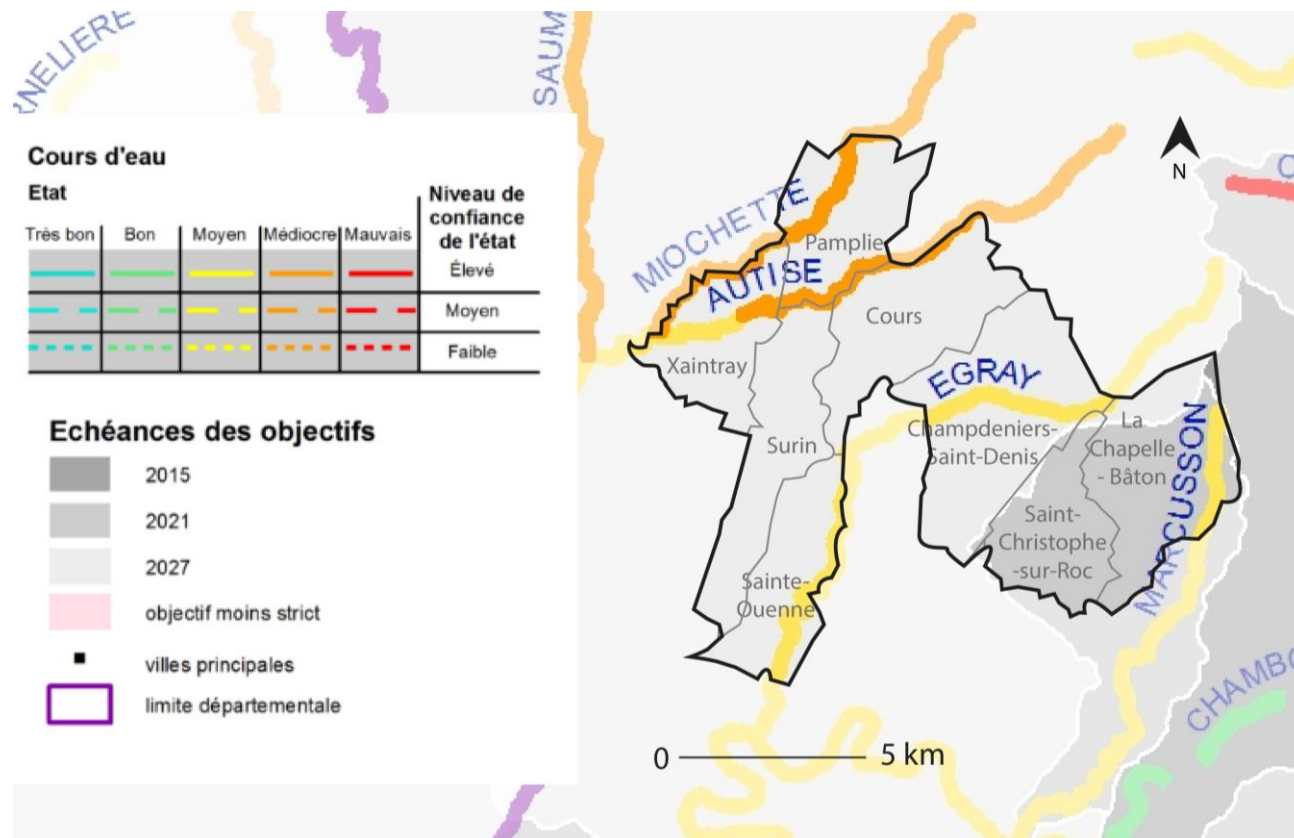 RNELIERE
SAUM
Cours d'eau
Etat
Niveau de
confiance
de l'état
Très bon
Bon
Moyen
Médiocre
Mauvais
Élevé
Moyen
Faible
Echéances des objectifs
2015
2021
2027
objectif moins strict
villes principales
limite départementale
N
C
MIOCHETTE
Pamplie
AUTISE
Cours
Xaintray
EGRAY
Surin
Champdeniers-
Saint-Denis
La
Chapelle
- Bâton
MARCUSSON
Saint-
Christophe
-sur-Roc
Sainte-
Ouenne
CHAMBO
0
5 km